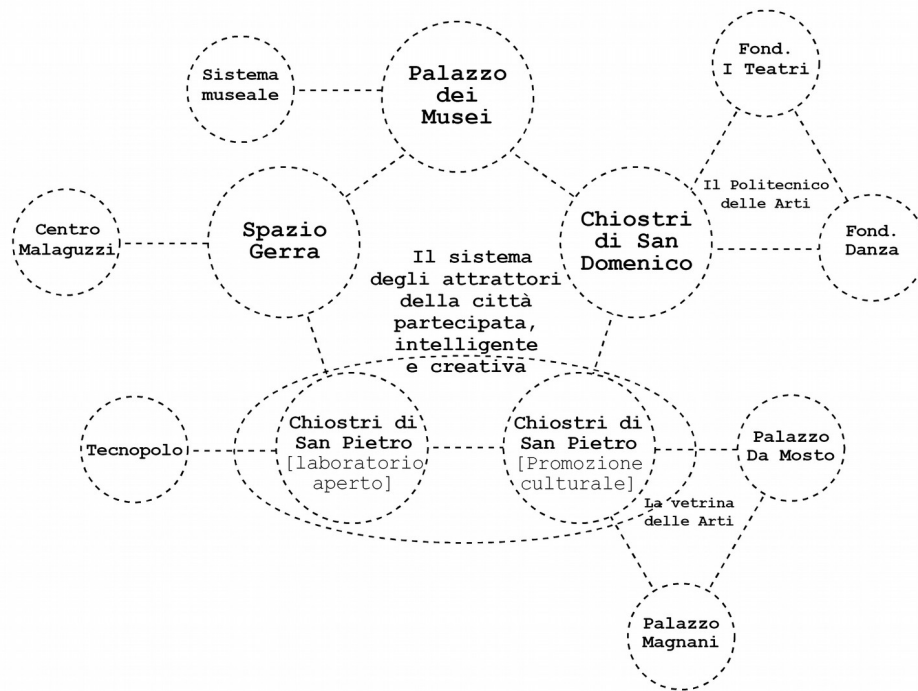 Fond.
I Teatri
Sistema
museale
Palazzo
dei
Musei
Il Politecnico
delle Arti
Centro
Malaguzzi
Spazio
Gerra
Chiostri
di San
Domenico
Fond.
Danza
Il sistema
degli attrattori
della città
partecipata,
intelligente
e creativa
Tecnopolo
Chiostri di
San Pietro
[laboratorio
aperto]
Chiostri di
San Pietro
[Promozione
culturale]
Palazzo
Da Mosto
La vetrina
delle Arti
Palazzo
Magnani